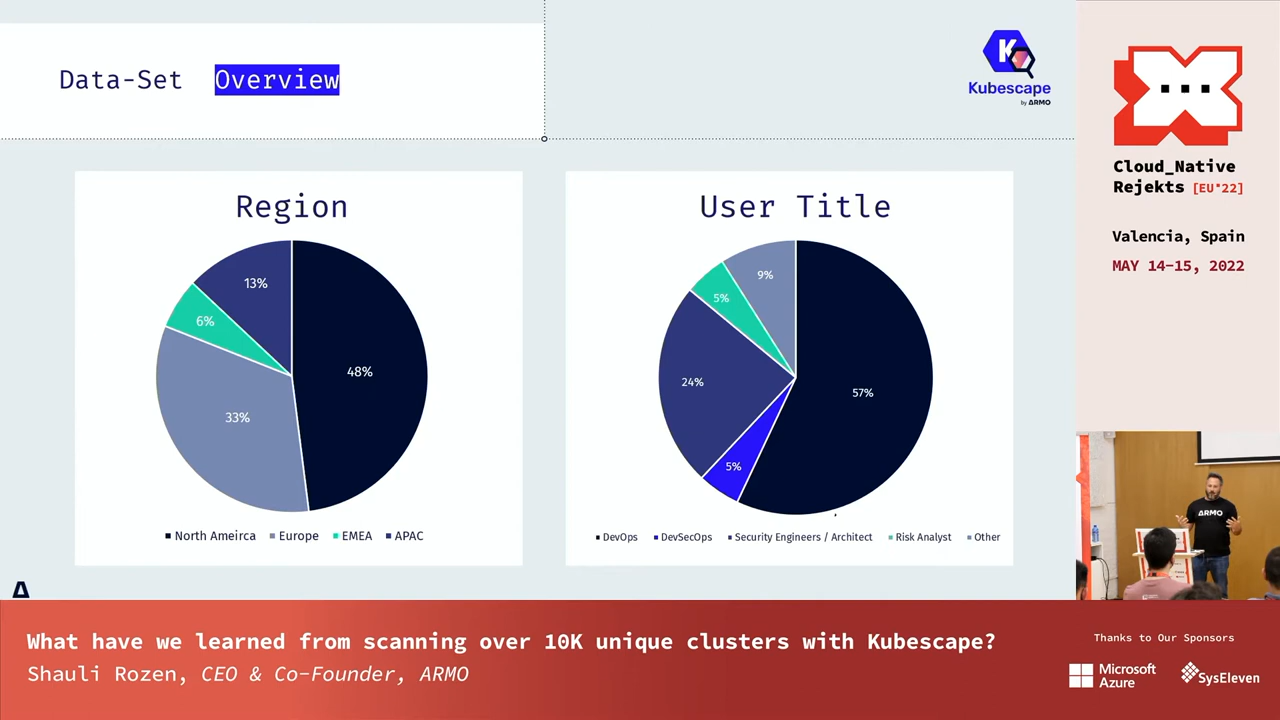 Data-Set Overview
K
Kubescape
by ARMO
Region
13%
6%
48%
33%
North Ameirca Europe EMEA APAC
User Title
9%
5%
24%
57%
5%
DevOps DevSecOps Security Engineers / Architect Risk Analyst Other
Cloud_Native
Rejekts [EU*22]
Valencia, Spain
MAY 14-15, 2022
ARMO
What have we learned from scanning over 10K unique clusters with Kubescape?
Shauli Rozen, CEO & Co-Founder, ARMO
Thanks to Our Sponsors
Microsoft
Azure
SysEleven